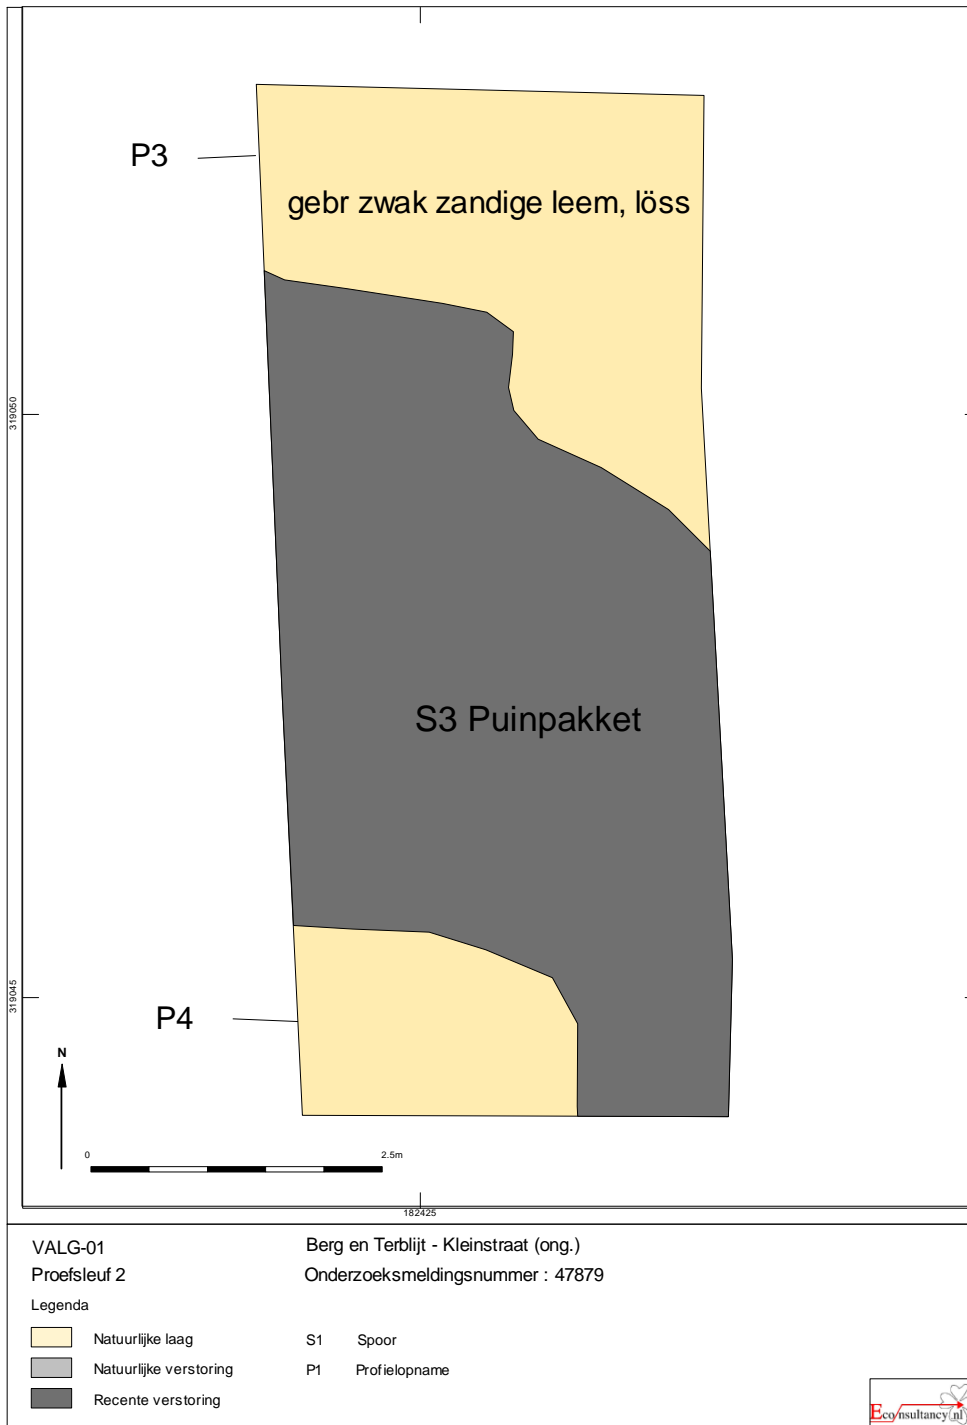 P3
gebr zwak zandige leem, löss
319050
S3 Puinpakket
319045
P4
N
0 2.5m
182425
VALG-01
Berg en Terblijt - Kleinstraat (ong.)
Proefsleuf 2
Onderzoeksmeldingsnummer : 47879
Legenda
Natuurlijke laag
S1 Spoor
Natuurlijke verstoring
P1 Profielopname
Recente verstoring
Econsultancy.nl